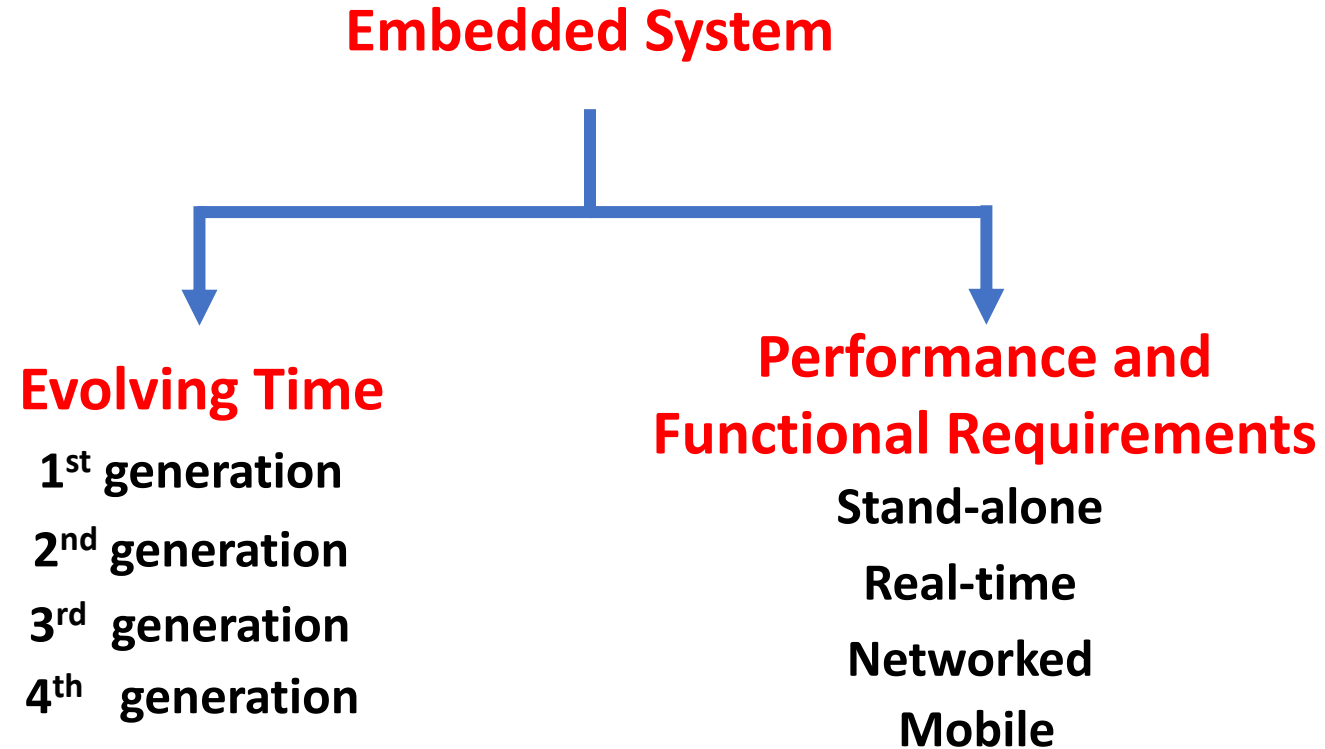 Embedded System
Evolving Time
1st generation
2nd generation
3rd generation
4th generation
Performance and
Functional Requirements
Stand-alone
Real-time
Networked
Mobile